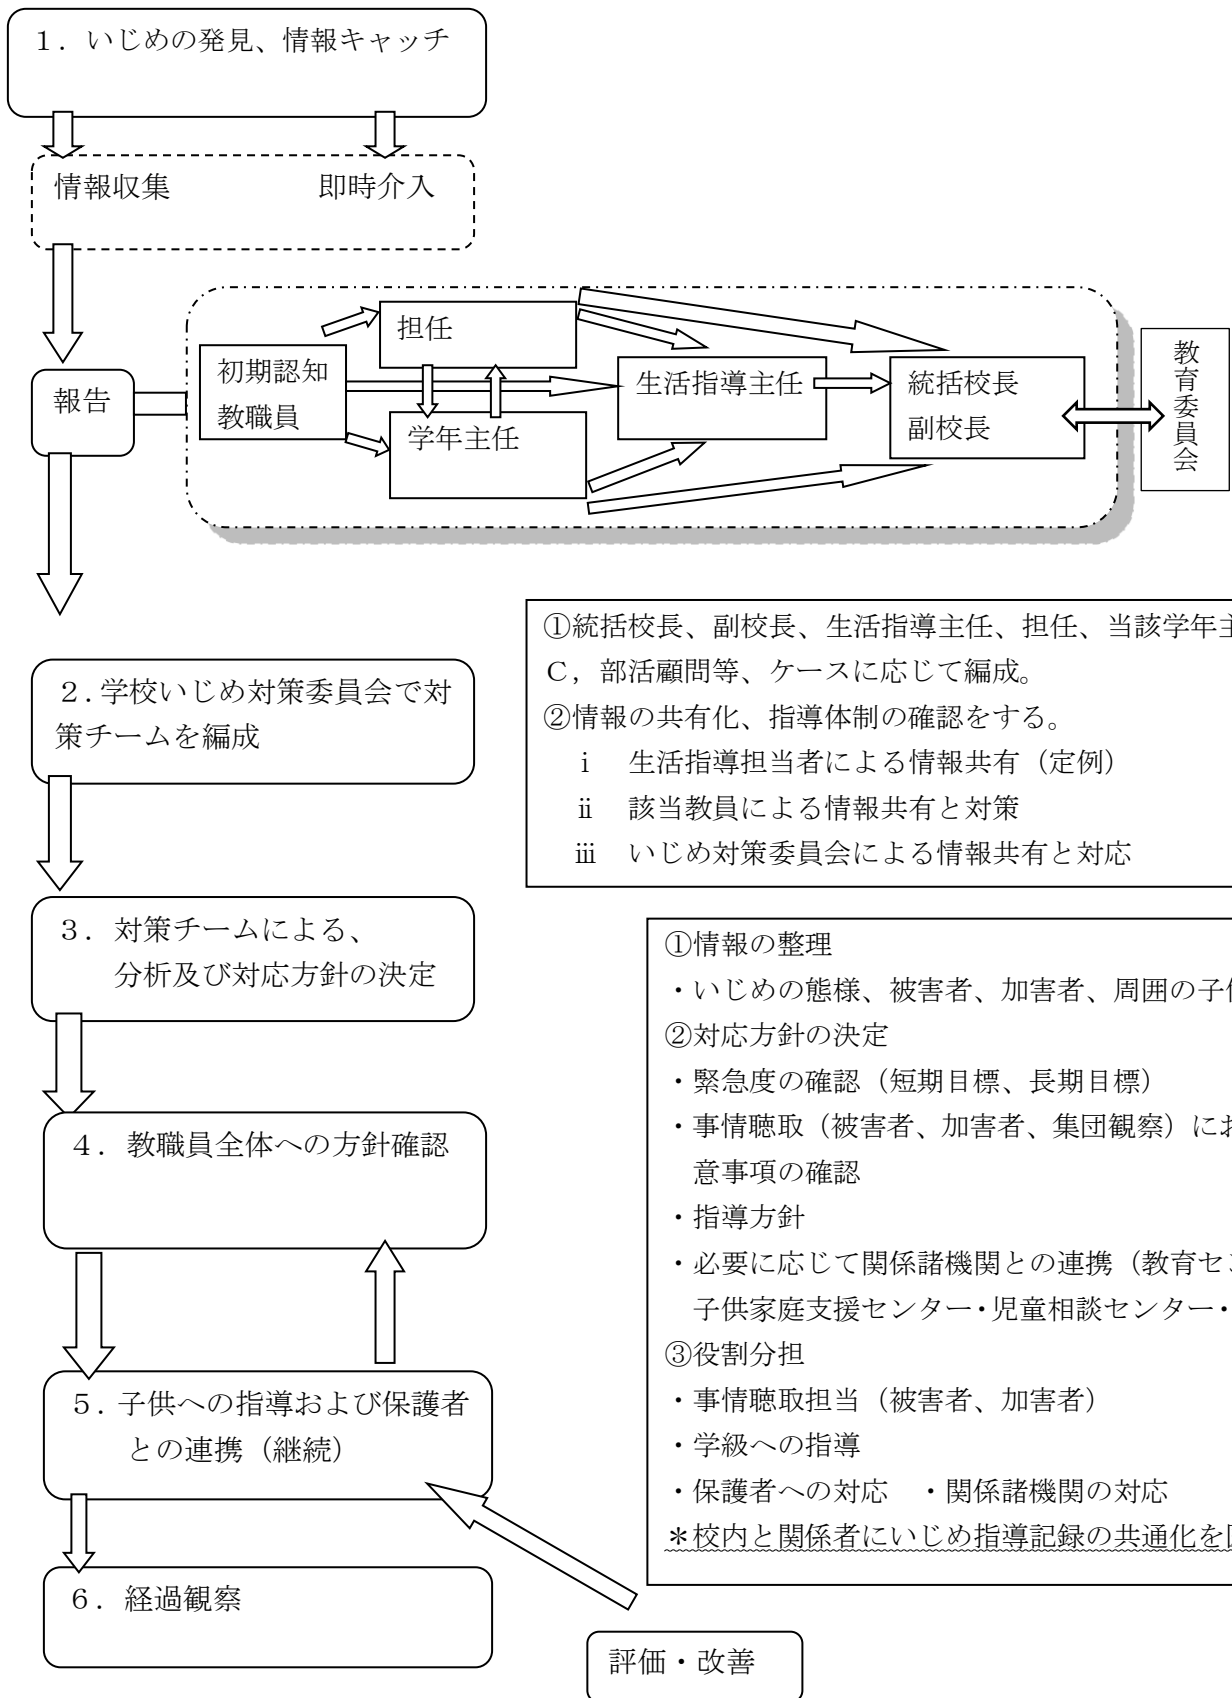 １．いじめの発見、情報キャッチ
情報収集　　　　　即時介入
報告
初期認知
教職員
担任
学年主任
生活指導主任
統括校長
副校長
教育委員会
①統括校長、副校長、生活指導主任、担任、当該学年
Ｃ，部活顧問等、ケースに応じて編成。
②情報の共有化、指導体制の確認をする。
ⅰ　生活指導担当者による情報共有（定例）
ⅱ　該当教員による情報共有と対策
ⅲ　いじめ対策委員会による情報共有と対応
２．学校いじめ対策委員会で対
策チームを編成
３．対策チームによる、
分析及び対応方針の決定
①情報の整理
・いじめの態様、被害者、加害者、周囲の子
②対応方針の決定
・緊急度の確認（短期目標、長期目標）
・事情聴取（被害者、加害者、集団観察）に
意事項の確認
・指導方針
・必要に応じて関係諸機関との連携（教育セ
子供家庭支援センター・児童相談センター・
③役割分担
・事情聴取担当（被害者、加害者）
・学級への指導
・保護者への対応　・関係諸機関の対応
＊校内と関係者にいじめ指導記録の共通化を
４．教職員全体への方針確認
５．子供への指導および保護者
との連携（継続）
６．経過観察
評価・改善